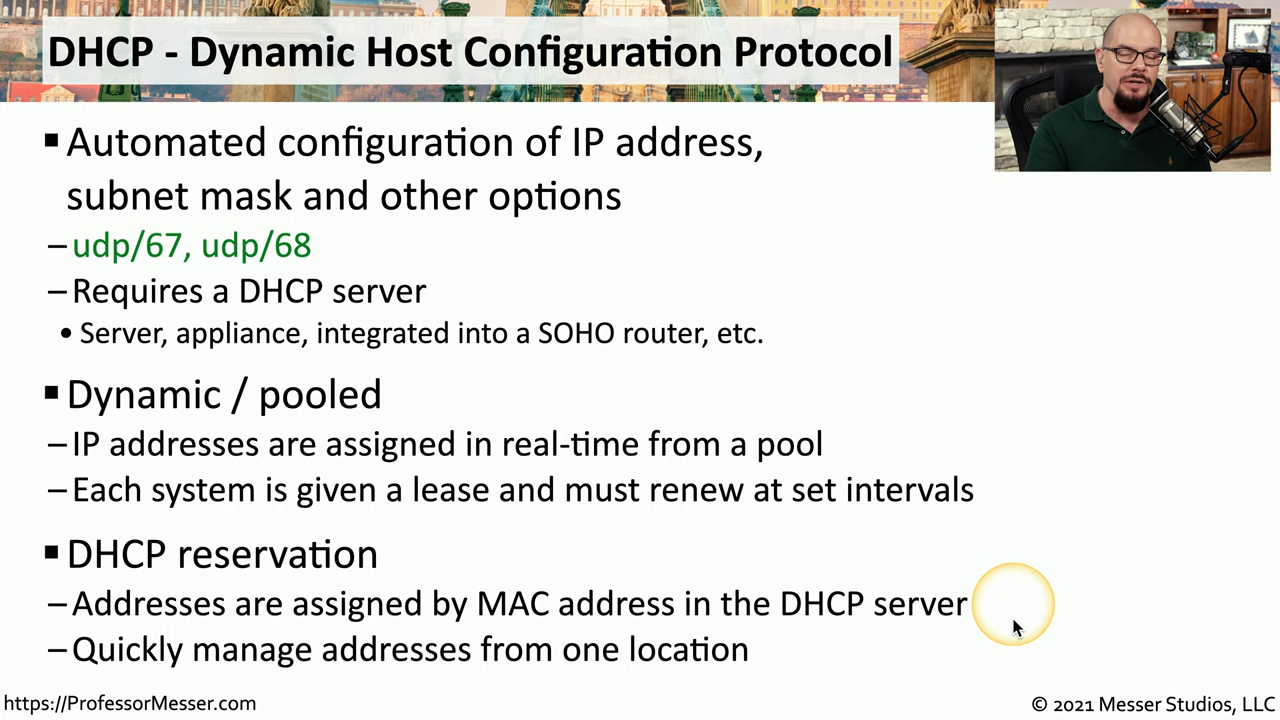 DHCP - Dynamic Host Configuration Protocol
▪ Automated configuration of IP address,
subnet mask and other options
– udp/67, udp/68
– Requires a DHCP server
• Server, appliance, integrated into a SOHO router, etc.
▪ Dynamic / pooled
– IP addresses are assigned in real-time from a pool
– Each system is given a lease and must renew at set intervals
▪ DHCP reservation
– Addresses are assigned by MAC address in the DHCP server
– Quickly manage addresses from one location
https://ProfessorMesser.com
© 2021 Messer Studios, LLC